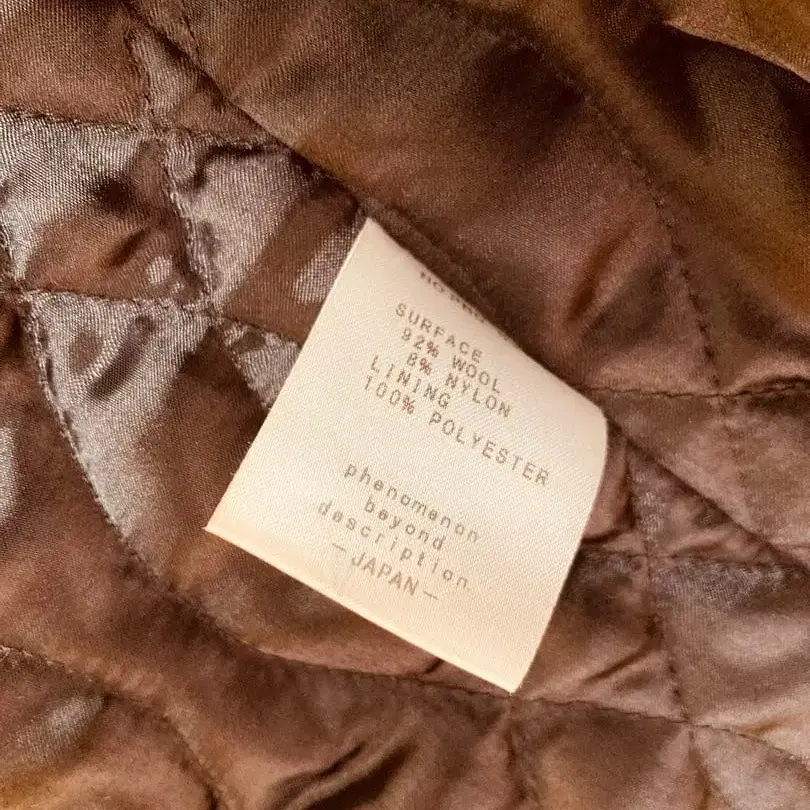 SURFACE
92% WOOL
8% NYLON
LINING
100% POLYESTER
phenomenon
beyond
description
—JAPAN—